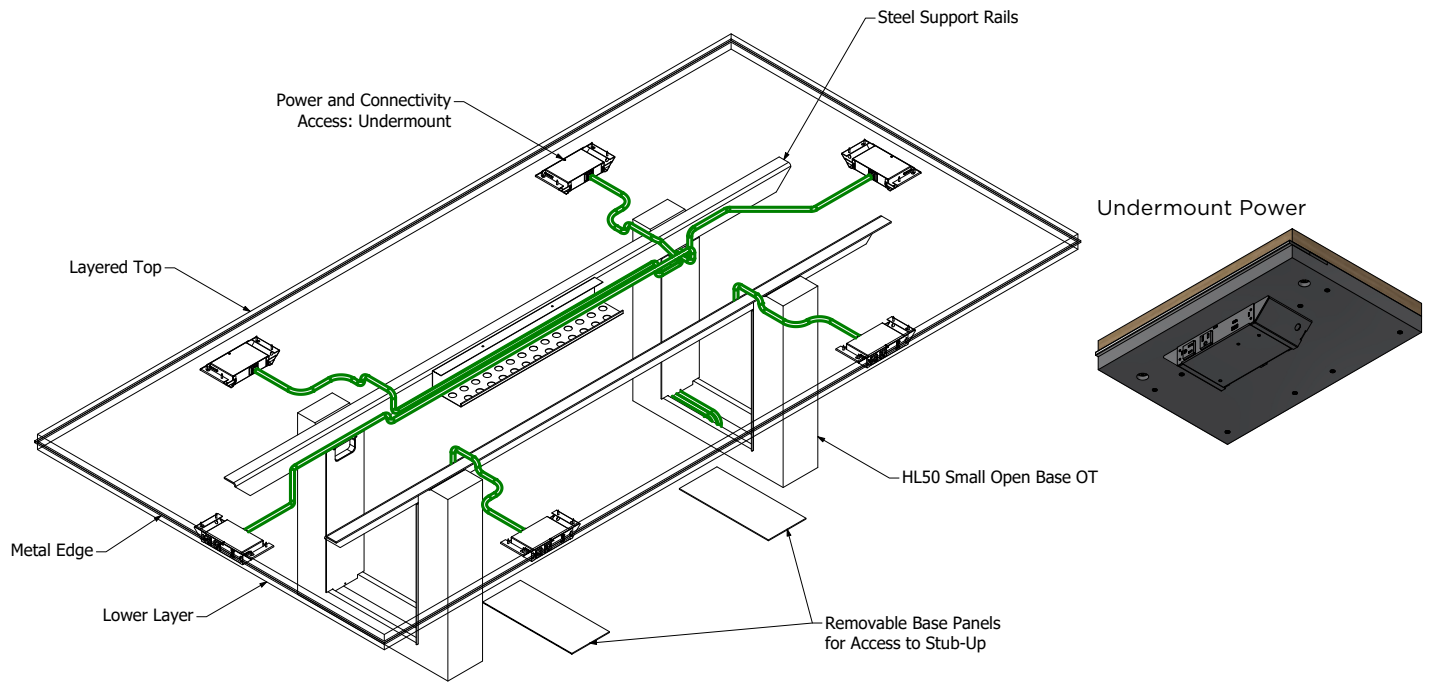 Steel Support Rails
Power and Connectivity
Access: Undermount
Undermount Power
Layered Top
HL50 Small Open Base OT
Metal Edge
Lower Layer
Removable Base Panels
for Access to Stub-Up